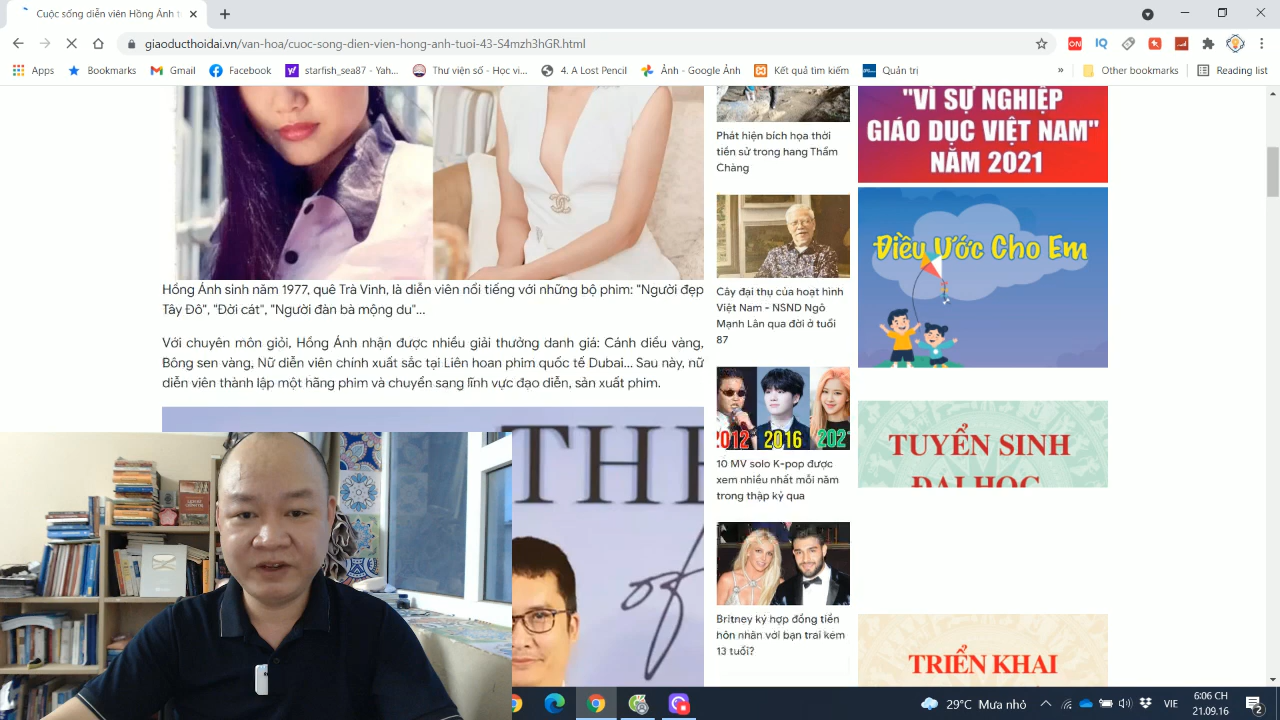 Cuộc sống diễn viên Hồng Ánh t
giaoducthoidai.vn/van-hoa/cuoc-song-dien-vien-hong-anh-tuoi-43-S4mzh3hGR.html
Apps
Bookmarks
Gmail
Facebook
starfish_sea87 - Yah...
Thư viện số - Học vi...
4. A Lost Pencil
Ảnh - Google Ảnh
Kết quả tìm kiếm
Quản trị
»
Other bookmarks
Reading list
Hồng Ánh sinh năm 1977, quê Trà Vinh, là diễn viên nổi tiếng với những bộ phim: "Người đẹp
Tây Đô", "Đời cát", "Người đàn bà mộng du"...
Với chuyên môn giỏi, Hồng Ánh nhận được nhiều giải thưởng danh giá: Cánh diều vàng,
Bông sen vàng, Nữ diễn viên chính xuất sắc tại Liên hoan phim quốc tế Dubai... Sau này, nữ
diễn viên thành lập một hãng phim và chuyển sang lĩnh vực đạo diễn, sản xuất phim.
THE
of
Phát hiện bích họa thời
tiền sử trong hang Thẩm
Chàng
Cây đại thụ của hoạt hình
Việt Nam - NSND Ngô
Mạnh Lân qua đời ở tuổi
87
2012 2016 202
10 MV solo K-pop được
xem nhiều nhất mỗi năm
trong thập kỷ qua
Britney ký hợp đồng tiền
hôn nhân với bạn trai kém
13 tuổi?
"VÌ SỰ NGHIỆP
GIÁO DỤC VIỆT NAM"
NĂM 2021
Điều Ước Cho Em
TUYỂN SINH
ĐẠI HỌC
TRIỂN KHAI
29°C Mưa nhỏ
VIE
6:06 CH
21.09.16
2